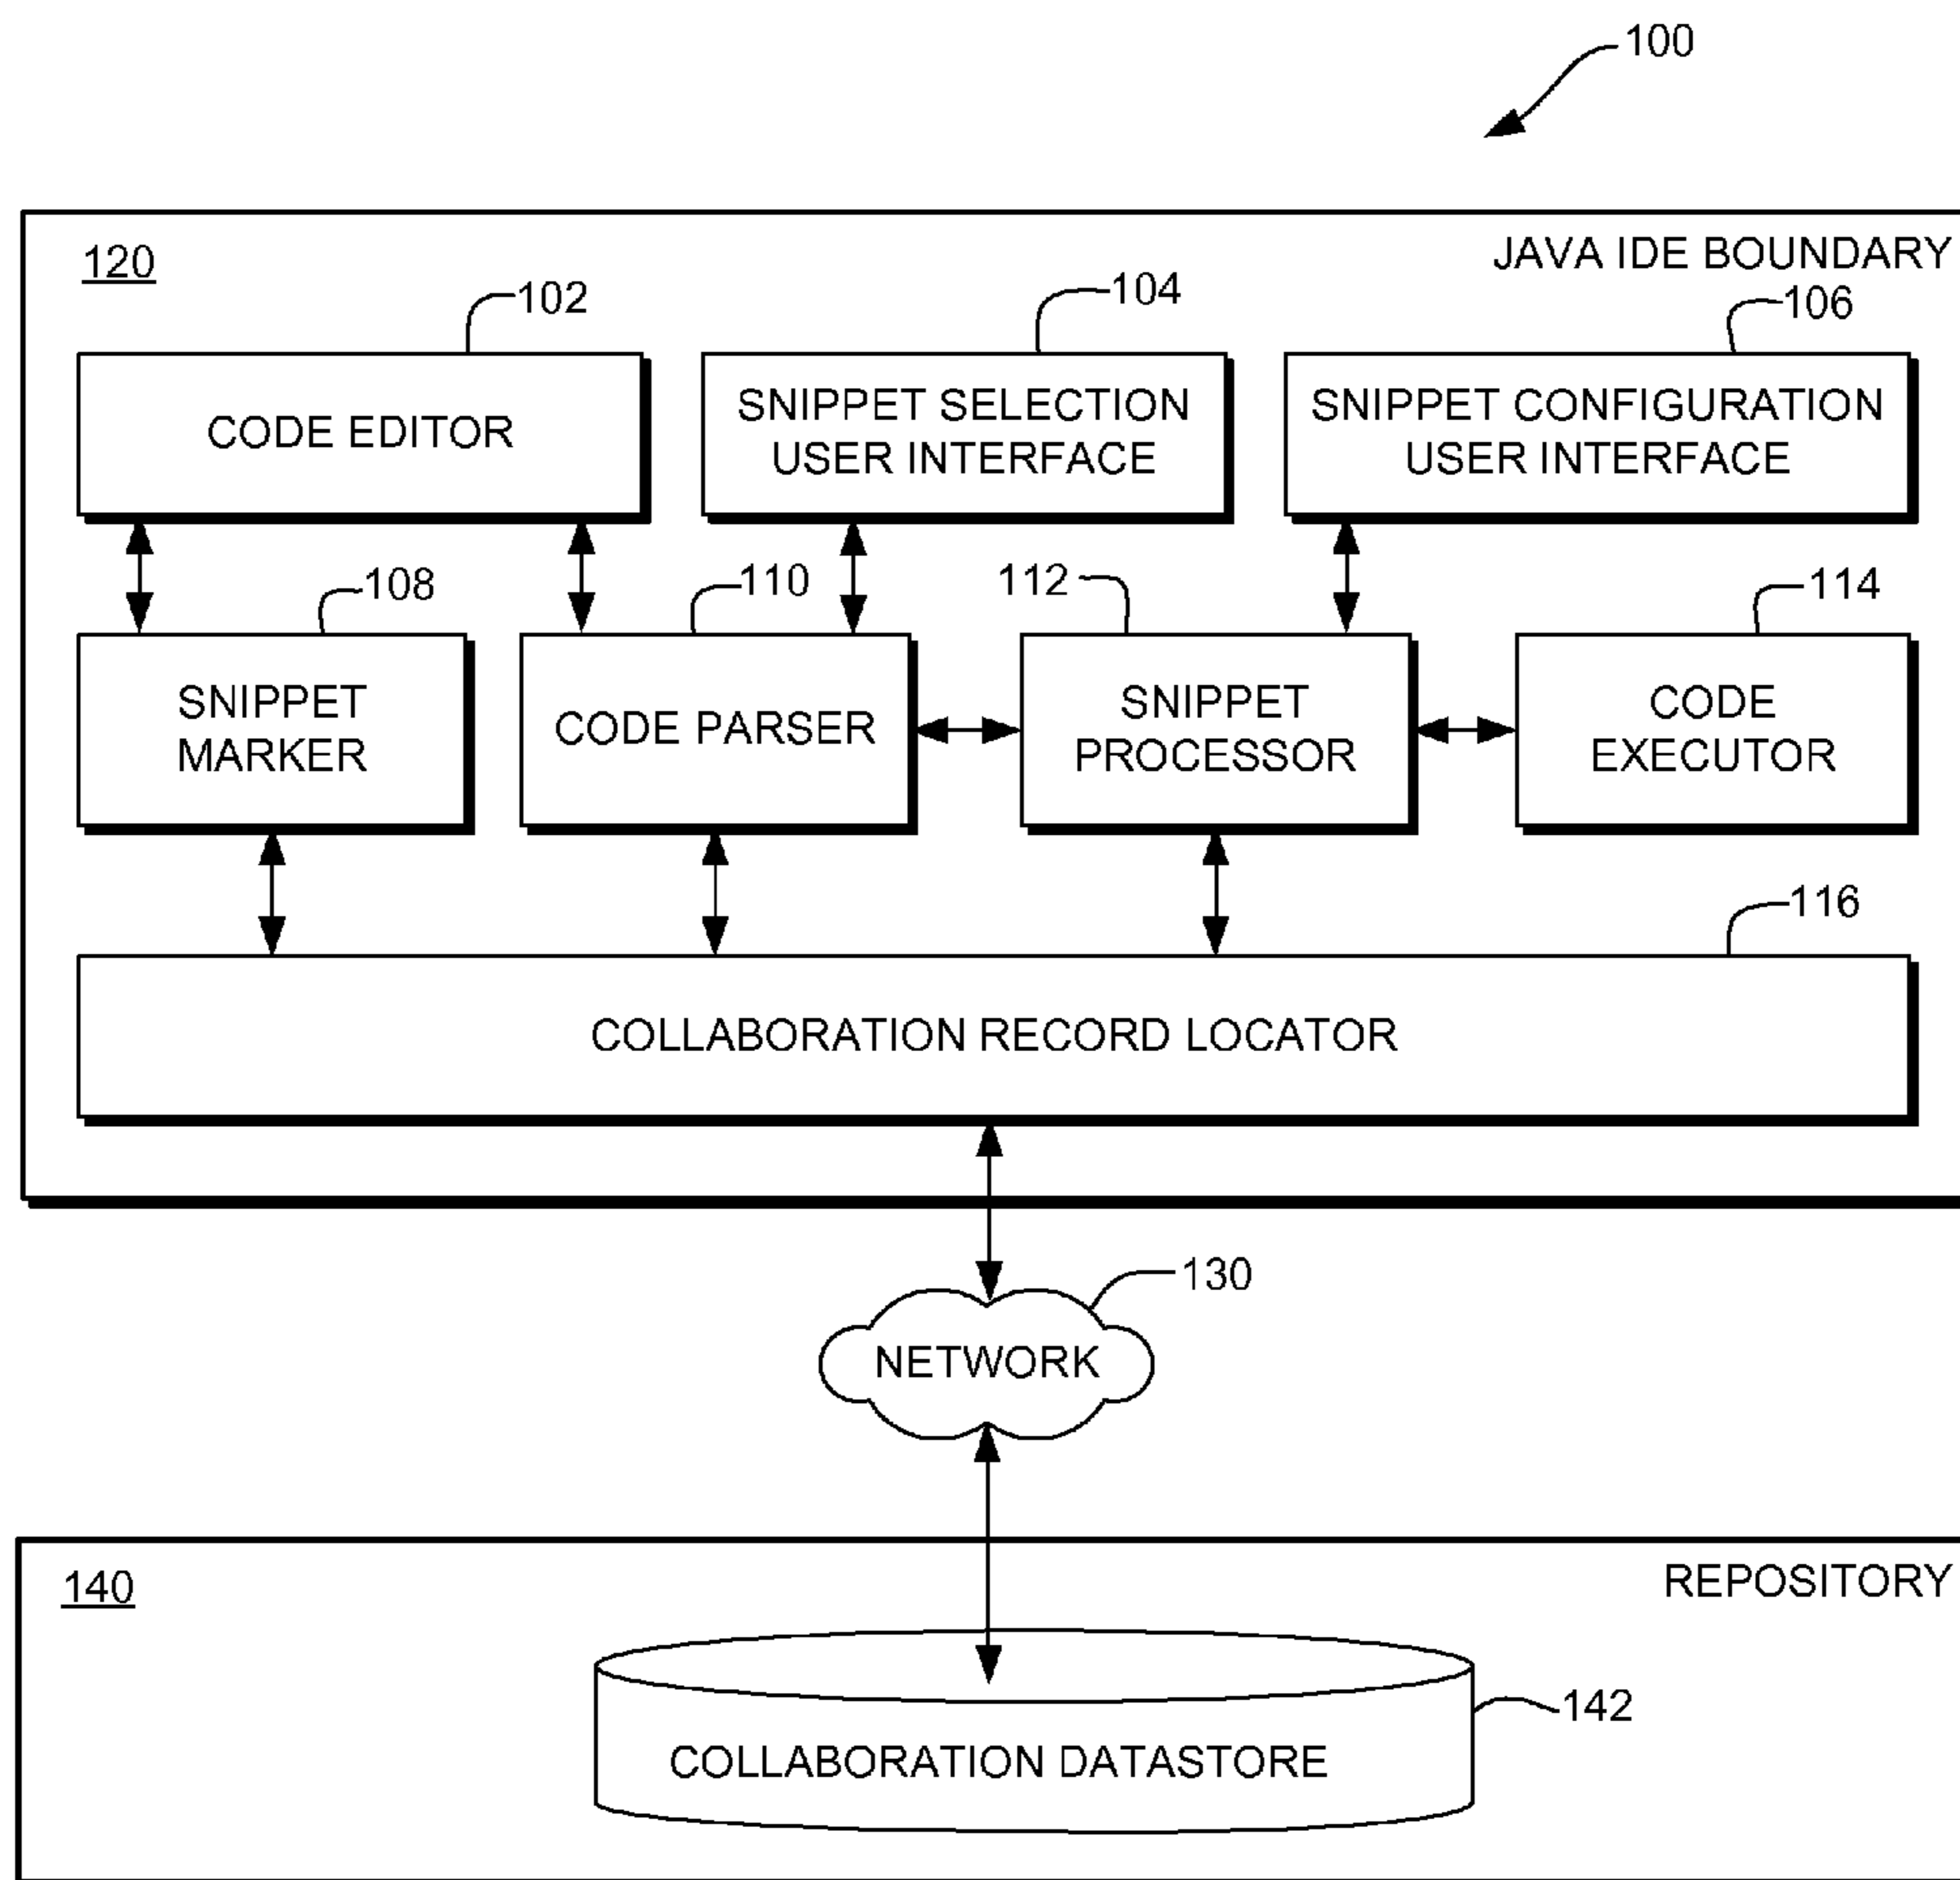 100
120
JAVA IDE BOUNDARY
102
104
106
CODE EDITOR
SNIPPET SELECTION
USER INTERFACE
SNIPPET CONFIGURATION
USER INTERFACE
108
110
112
114
SNIPPET
MARKER
CODE PARSER
SNIPPET
PROCESSOR
CODE
EXECUTOR
116
COLLABORATION RECORD LOCATOR
130
NETWORK
140
REPOSITORY
142
COLLABORATION DATASTORE